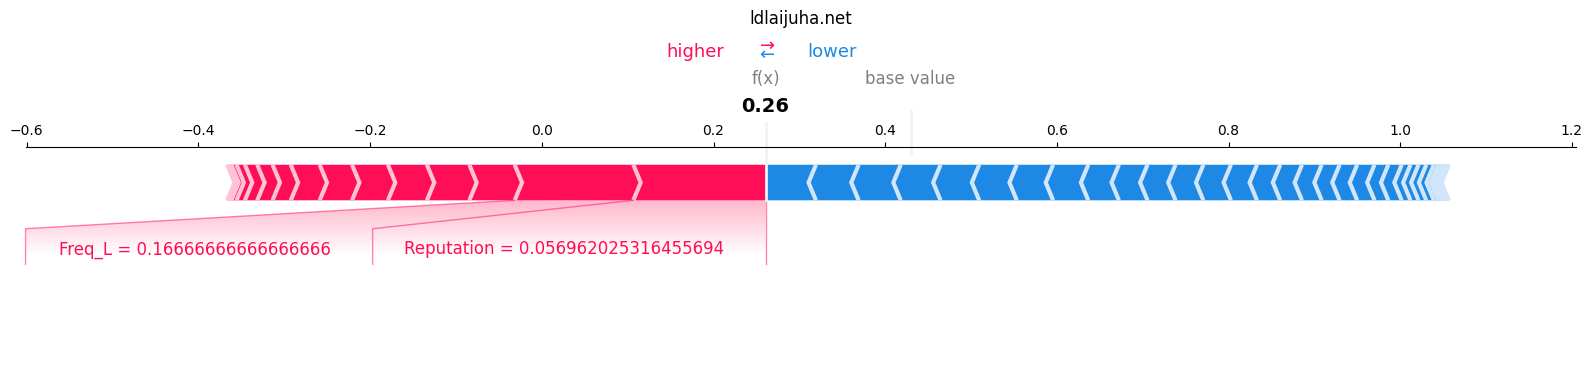 ldlaijuha.net
higher ⇄ lower
f(x) base value
0.26
−0.6 −0.4 −0.2 0.0 0.2 0.4 0.6 0.8 1.0 1.2
Freq_L = 0.16666666666666666 Reputation = 0.056962025316455694